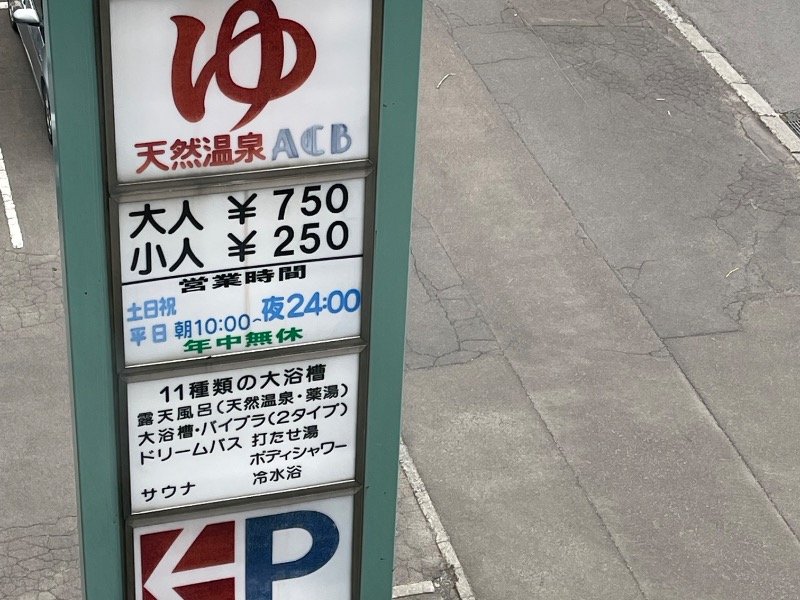 ゆ
天然温泉 ACB
大人 ¥750
小人 ¥250
営業時間
土日祝
平日 朝10:00~夜24:00
年中無休
11種類の大浴槽
露天風呂(天然温泉・薬湯)
大浴槽・バイブラ(2タイプ)
ドリームバス 打たせ湯
ボディシャワー
サウナ 冷水浴
P